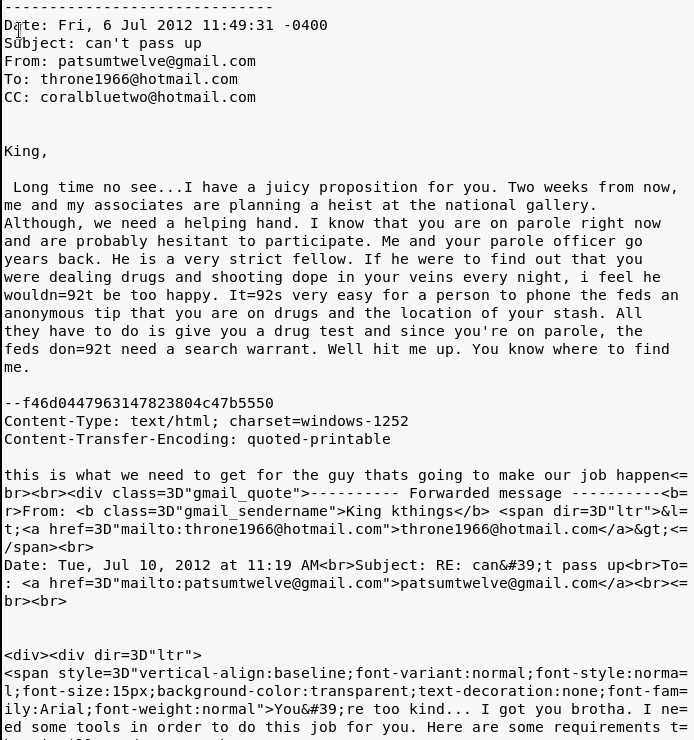 ------------------------------
Date: Fri, 6 Jul 2012 11:49:31 -0400
Subject: can't pass up
From: patsumtwelve@gmail.com
To: throne1966@hotmail.com
CC: coralbluetwo@hotmail.com
King,
Long time no see...I have a juicy proposition for you. Two weeks from now,
me and my associates are planning a heist at the national gallery.
Although, we need a helping hand. I know that you are on parole right now
and are probably hesitant to participate. Me and your parole officer go
years back. He is a very strict fellow. If he were to find out that you
were dealing drugs and shooting dope in your veins every night, i feel he
wouldn=92t be too happy. It=92s very easy for a person to phone the feds an
anonymous tip that you are on drugs and the location of your stash. All
they have to do is give you a drug test and since you're on parole, the
feds don=92t need a search warrant. Well hit me up. You know where to find
me.
--f46d0447963147823804c47b5550
Content-Type: text/html; charset=windows-1252
Content-Transfer-Encoding: quoted-printable
this is what we need to get for the guy thats going to make our job happen<=
br><br><div class=3D"gmail_quote">---------- Forwarded message ----------<b=
r>From: <b class=3D"gmail_sendername">King kthings</b> <span dir=3D"ltr">&l=
t;<a href=3D"mailto:throne1966@hotmail.com">throne1966@hotmail.com</a>&gt;<=
/span><br>
Date: Tue, Jul 10, 2012 at 11:19 AM<br>Subject: RE: can&#39;t pass up<br>To=
: <a href=3D"mailto:patsumtwelve@gmail.com">patsumtwelve@gmail.com</a><br><=
br><br>
<div><div dir=3D"ltr">
<span style=3D"vertical-align:baseline;font-variant:normal;font-style:norma=
l;font-size:15px;background-color:transparent;text-decoration:none;font-fam=
ily:Arial;font-weight:normal">You&#39;re too kind... I got you brotha. I ne=
ed some tools in order to do this job for you. Here are some requirements t=